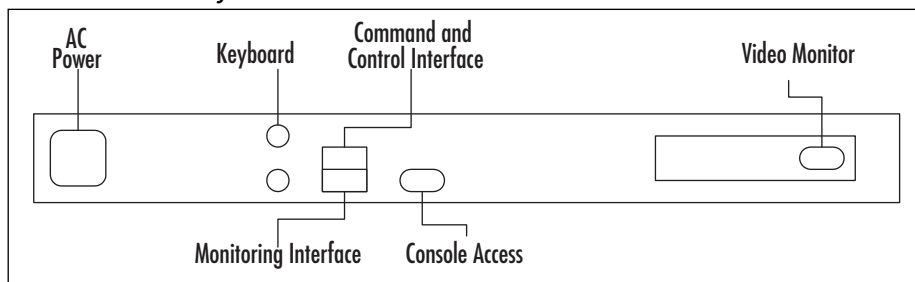 AC
Power
Keyboard
Command and
Control Interface
Video Monitor
Monitoring Interface
Console Access